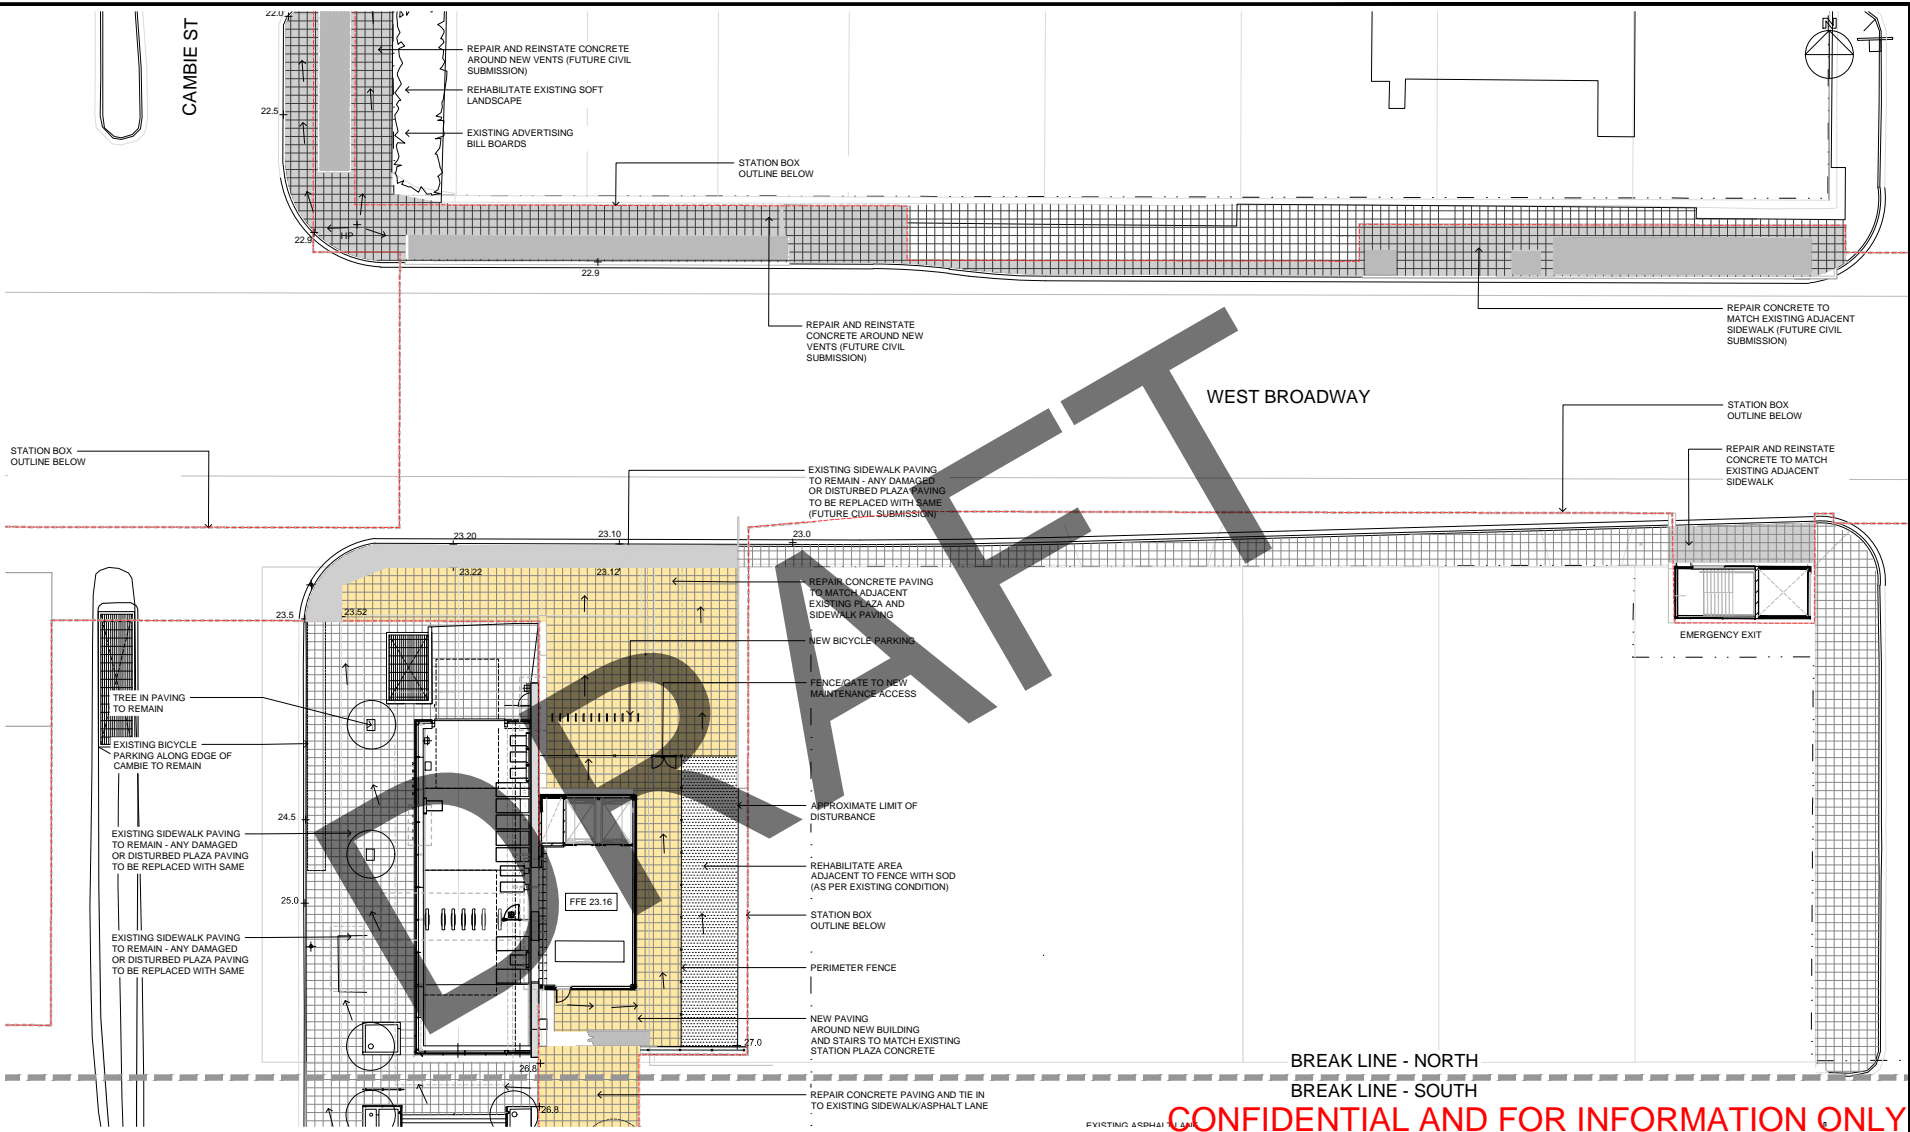 CAMBIE ST
22.0
REPAIR AND REINSTATE CONCRETE
AROUND NEW VENTS (FUTURE CIVIL
SUBMISSION)
REHABILITATE EXISTING SOFT
LANDSCAPE
EXISTING ADVERTISING
BILL BOARDS
N
22.5
STATION BOX
OUTLINE BELOW
22.9
HP
22.9
REPAIR AND REINSTATE
CONCRETE AROUND NEW
VENTS (FUTURE CIVIL
SUBMISSION)
REPAIR CONCRETE TO
MATCH EXISTING ADJACENT
SIDEWALK (FUTURE CIVIL
SUBMISSION)
WEST BROADWAY
STATION BOX
OUTLINE BELOW
STATION BOX
OUTLINE BELOW
REPAIR AND REINSTATE
CONCRETE TO MATCH
EXISTING ADJACENT
SIDEWALK
EXISTING SIDEWALK PAVING
TO REMAIN - ANY DAMAGED
OR DISTURBED PLAZA PAVING
TO BE REPLACED WITH SAME
(FUTURE CIVIL SUBMISSION)
23.20
23.10
23.0
23.22
23.12
23.5
23.52
REPAIR CONCRETE PAVING
TO MATCH ADJACENT
EXISTING PLAZA AND
SIDEWALK PAVING
NEW BICYCLE PARKING
EMERGENCY EXIT
FENCE/GATE TO NEW
MAINTENANCE ACCESS
TREE IN PAVING
TO REMAIN
EXISTING BICYCLE
PARKING ALONG EDGE OF
CAMBIE TO REMAIN
APPROXIMATE LIMIT OF
DISTURBANCE
24.5
EXISTING SIDEWALK PAVING
TO REMAIN - ANY DAMAGED
OR DISTURBED PLAZA PAVING
TO BE REPLACED WITH SAME
REHABILITATE AREA
ADJACENT TO FENCE WITH SOD
(AS PER EXISTING CONDITION)
25.0
FFE 23.16
STATION BOX
OUTLINE BELOW
EXISTING SIDEWALK PAVING
TO REMAIN - ANY DAMAGED
OR DISTURBED PLAZA PAVING
TO BE REPLACED WITH SAME
PERIMETER FENCE
NEW PAVING
AROUND NEW BUILDING
AND STAIRS TO MATCH EXISTING
STATION PLAZA CONCRETE
27.0
26.8
BREAK LINE - NORTH
BREAK LINE - SOUTH
REPAIR CONCRETE PAVING AND TIE IN
TO EXISTING SIDEWALK/ASPHALT LANE
26.8
EXISTING ASPHALT LANE
CONFIDENTIAL AND FOR INFORMATION ONLY
DRAFT